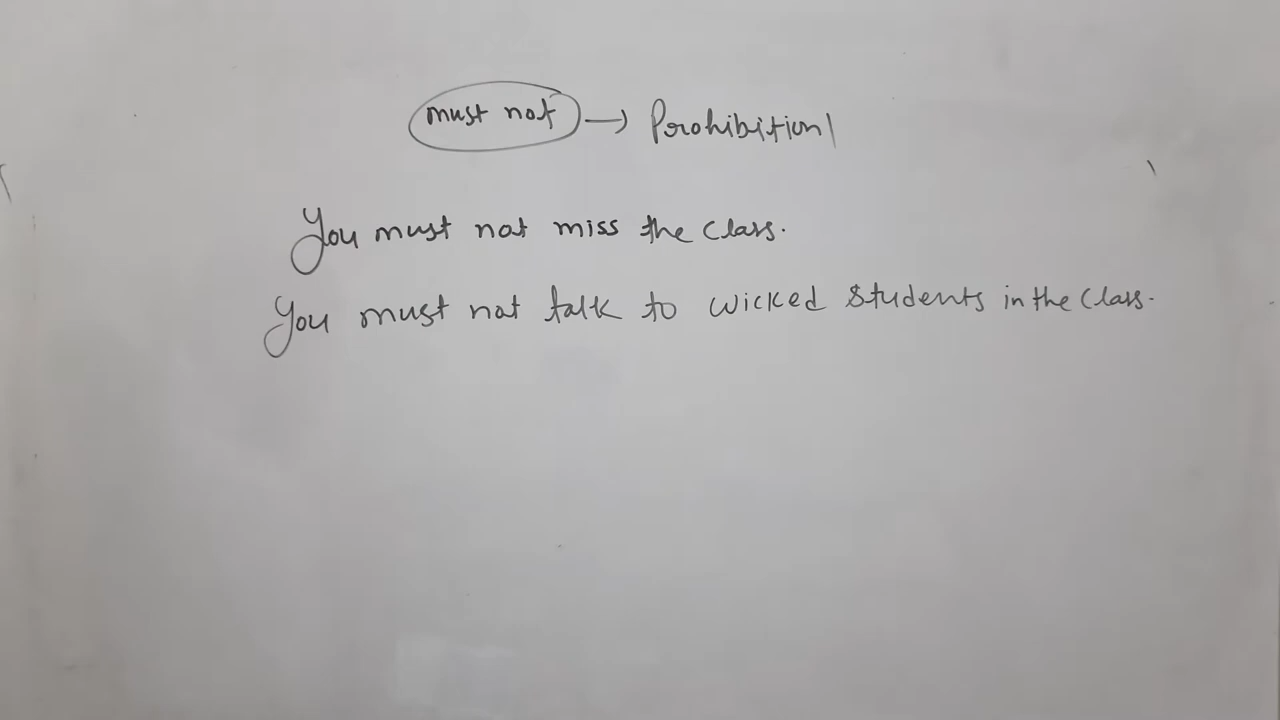 must not → Prohibition/
You must not miss the class.
You must not talk to wicked students in the class.